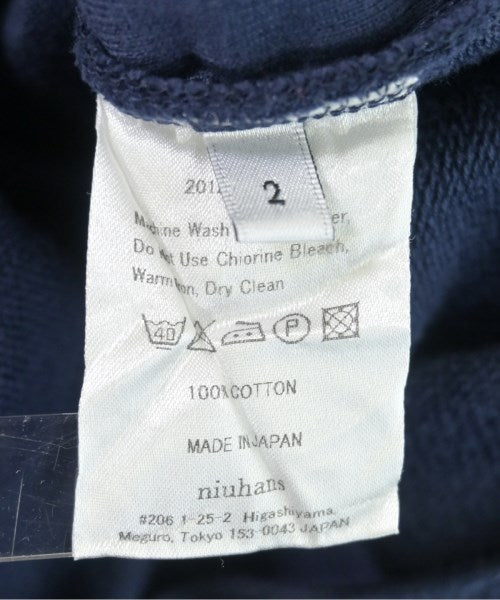 2
201
Machine Wash
Do Not Use Chlorine Bleach,
Warm Iron, Dry Clean
40 P
100%COTTON
MADE IN JAPAN
niuhans
#206 1-25-2 Higashiyama,
Meguro, Tokyo 153-0043 JAPAN